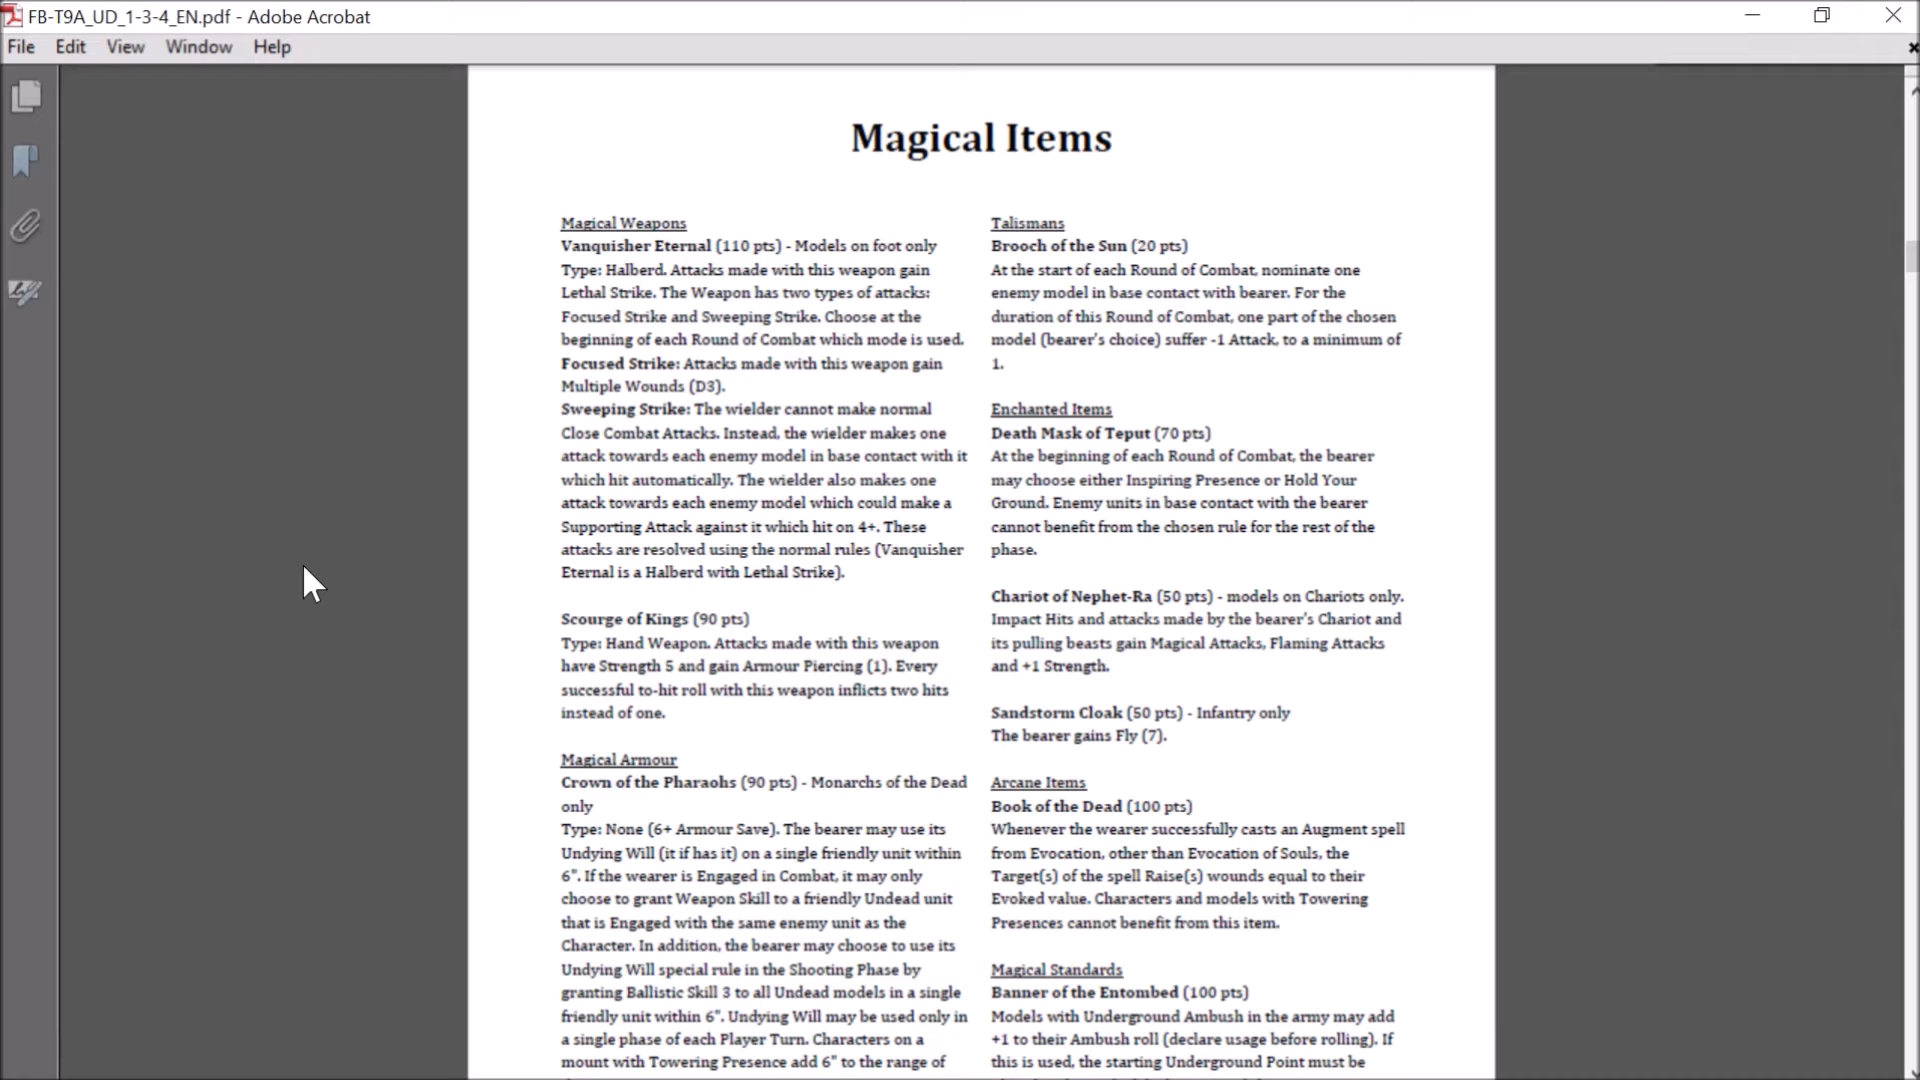 FB-T9A_UD_1-3-4_EN.pdf - Adobe Acrobat
File Edit View Window Help
Magical Items
Magical Weapons
Vanquisher Eternal (110 pts) - Models on foot only
Type: Halberd. Attacks made with this weapon gain
Lethal Strike. The Weapon has two types of attacks:
Focused Strike and Sweeping Strike. Choose at the
beginning of each Round of Combat which mode is used.
Focused Strike: Attacks made with this weapon gain
Multiple Wounds (D3).
Sweeping Strike: The wielder cannot make normal
Close Combat Attacks. Instead, the wielder makes one
attack towards each enemy model in base contact with it
which hit automatically. The wielder also makes one
attack towards each enemy model which could make a
Supporting Attack against it which hit on 4+. These
attacks are resolved using the normal rules (Vanquisher
Eternal is a Halberd with Lethal Strike).
Scourge of Kings (90 pts)
Type: Hand Weapon. Attacks made with this weapon
have Strength 5 and gain Armour Piercing (1). Every
successful to-hit roll with this weapon inflicts two hits
instead of one.
Magical Armour
Crown of the Pharaohs (90 pts) - Monarchs of the Dead
only
Type: None (6+ Armour Save). The bearer may use its
Undying Will (it if has it) on a single friendly unit within
6". If the wearer is Engaged in Combat, it may only
choose to grant Weapon Skill to a friendly Undead unit
that is Engaged with the same enemy unit as the
Character. In addition, the bearer may choose to use its
Undying Will special rule in the Shooting Phase by
granting Ballistic Skill 3 to all Undead models in a single
friendly unit within 6". Undying Will may be used only in
a single phase of each Player Turn. Characters on a
mount with Towering Presence add 6" to the range of
Talismans
Brooch of the Sun (20 pts)
At the start of each Round of Combat, nominate one
enemy model in base contact with bearer. For the
duration of this Round of Combat, one part of the chosen
model (bearer's choice) suffer -1 Attack, to a minimum of
1.
Enchanted Items
Death Mask of Teput (70 pts)
At the beginning of each Round of Combat, the bearer
may choose either Inspiring Presence or Hold Your
Ground. Enemy units in base contact with the bearer
cannot benefit from the chosen rule for the rest of the
phase.
Chariot of Nephet-Ra (50 pts) - models on Chariots only.
Impact Hits and attacks made by the bearer's Chariot and
its pulling beasts gain Magical Attacks, Flaming Attacks
and +1 Strength.
Sandstorm Cloak (50 pts) - Infantry only
The bearer gains Fly (7).
Arcane Items
Book of the Dead (100 pts)
Whenever the wearer successfully casts an Augment spell
from Evocation, other than Evocation of Souls, the
Target(s) of the spell Raise(s) wounds equal to their
Evoked value. Characters and models with Towering
Presences cannot benefit from this item.
Magical Standards
Banner of the Entombed (100 pts)
Models with Underground Ambush in the army may add
+1 to their Ambush roll (declare usage before rolling). If
this is used, the starting Underground Point must be